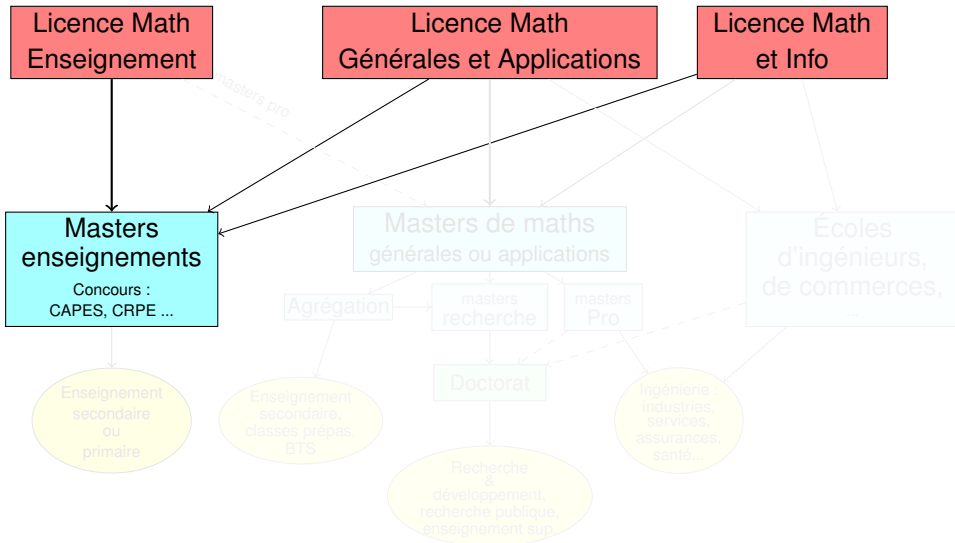 Licence Math
Enseignement
Licence Math
Générales et Applications
Licence Math
et Info
masters pro
Masters
enseignements
Concours :
CAPES, CRPE ...
Masters de maths
générales ou applications
École
d'ingénieurs,
de commerces,
...
Agrégation
masters
recherche
masters
Pro
Doctorat
Enseignement
secondaire
ou
primaire
Enseignement
secondaire,
classes prépas,
BTS
Ingénierie :
industries,
services,
assurances,
santé...
Recherche
&
développement,
recherche publique,
enseignement sup.